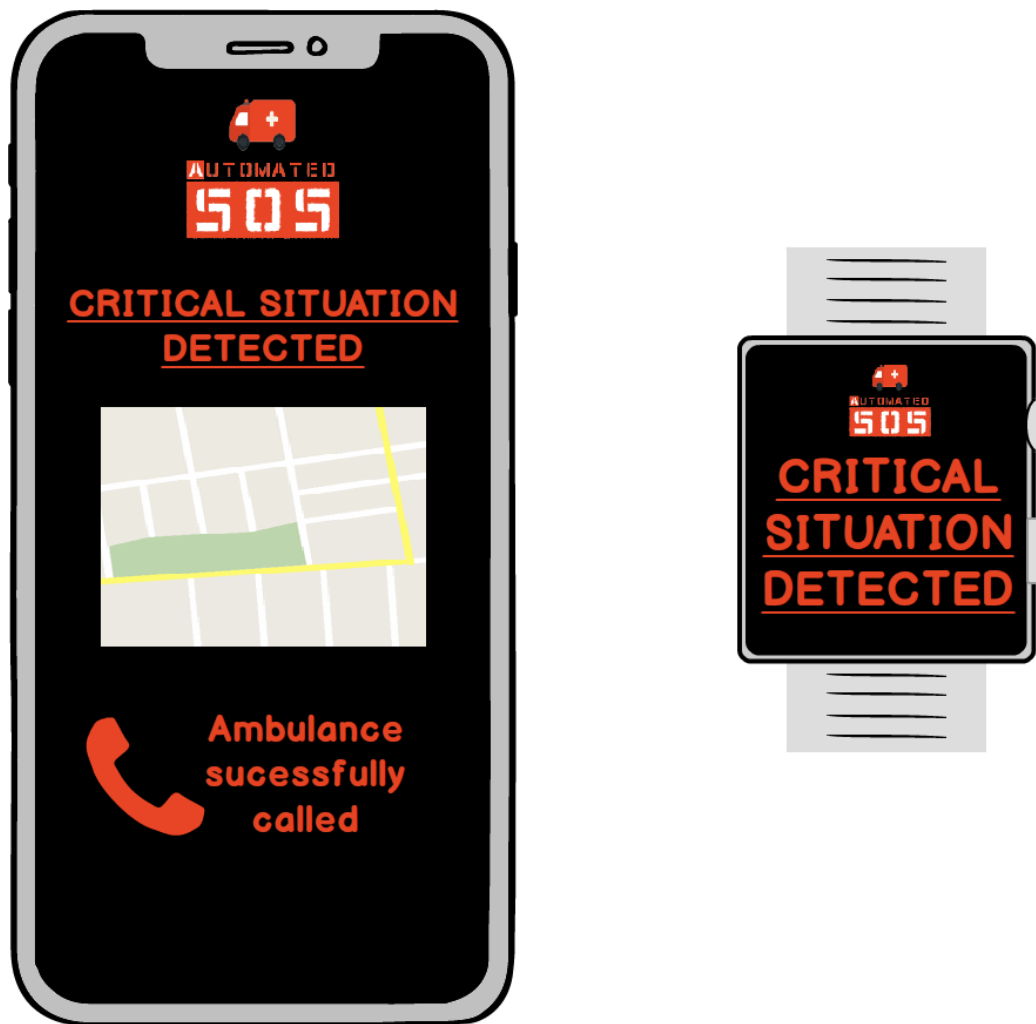 AUTOMATED
SOS
CRITICAL SITUATION
DETECTED
Ambulance
sucessfully
called
AUTOMATED
SOS
CRITICAL
SITUATION
DETECTED